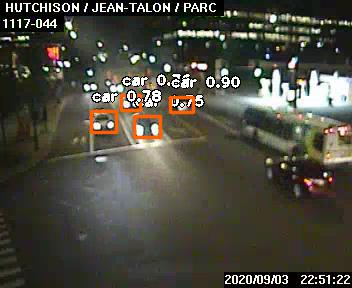 HUTCHISON / JEAN-TALON / PARC
1117-044
car 0.90
car 0.78
2020/09/03 22:51:22